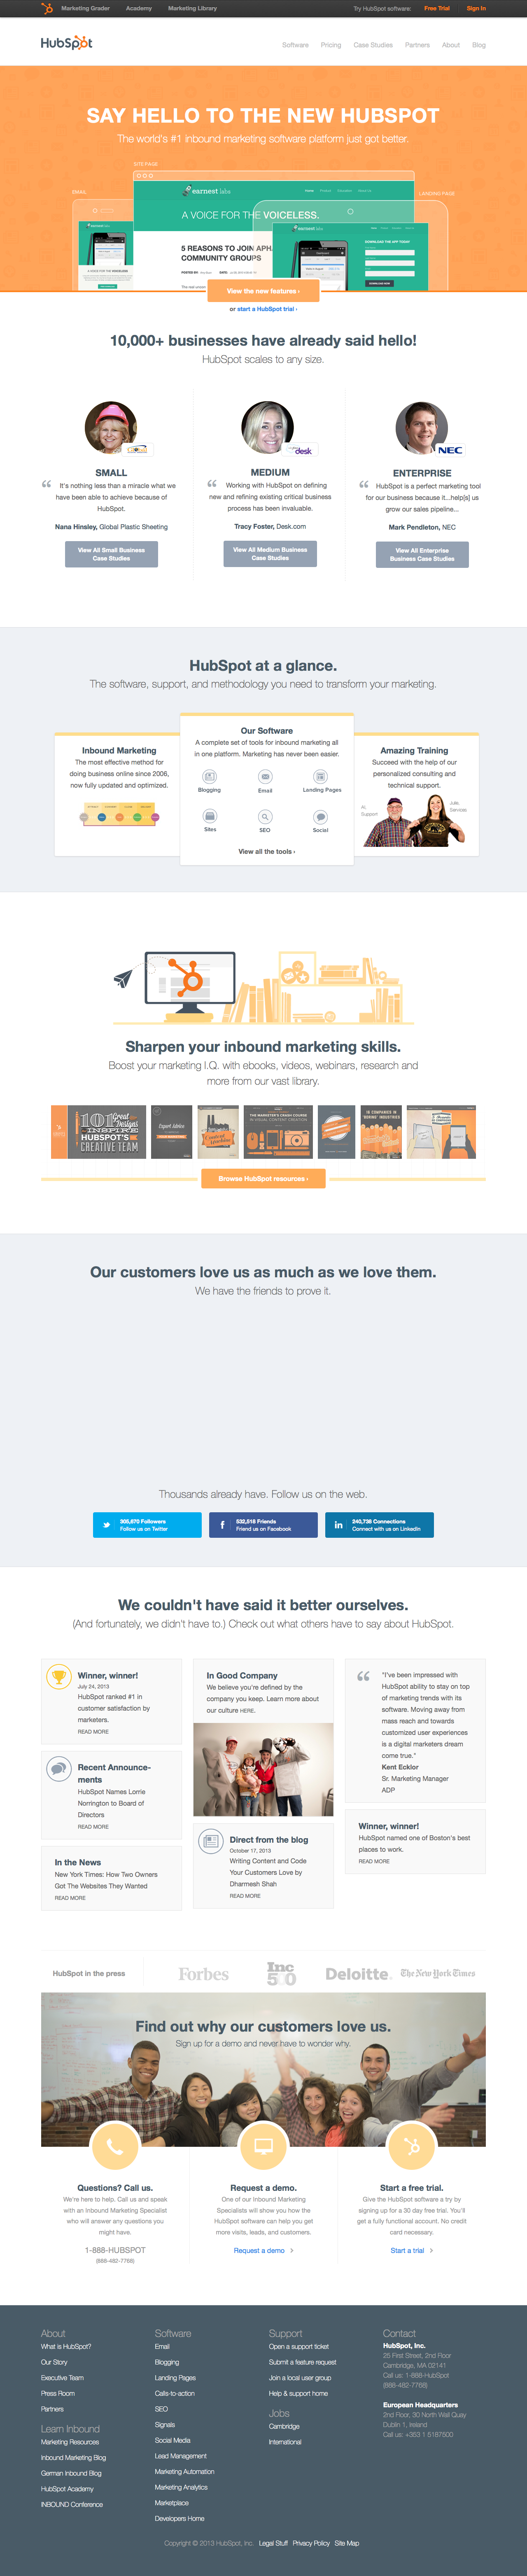 Marketing Grader Academy Marketing Library Try HubSpot software: Free Trial Sign In
HubSpot Software Pricing Case Studies Partners About Blog
SAY HELLO TO THE NEW HUBSPOT
The world's #1 inbound marketing software platform just got better.
SITE PAGE
EMAIL
LANDING PAGE
earnest labs
A VOICE FOR THE VOICELESS.
5 REASONS TO JOIN APH
COMMUNITY GROUPS
DOWNLOAD THE APP TODAY
View the new features ›
or start a HubSpot trial ›
10,000+ businesses have already said hello!
HubSpot scales to any size.
desk
NEC
SMALL
It's nothing less than a miracle what we
have been able to achieve because of
HubSpot.
Nana Hinsley, Global Plastic Sheeting
View All Small Business
Case Studies
MEDIUM
Working with HubSpot on defining
new and refining existing critical business
process has been invaluable.
Tracy Foster, Desk.com
View All Medium Business
Case Studies
ENTERPRISE
HubSpot is a perfect marketing tool
for our business because it...help[s] us
grow our sales pipeline...
Mark Pendleton, NEC
View All Enterprise
Business Case Studies
HubSpot at a glance.
The software, support, and methodology you need to transform your marketing.
Inbound Marketing
The most effective method for
doing business online since 2006,
now fully updated and optimized.
Our Software
A complete set of tools for inbound marketing all
in one platform. Marketing has never been easier.
Blogging Email Landing Pages
Sites SEO Social
View all the tools ›
Amazing Training
Succeed with the help of our
personalized consulting and
technical support.
AL,
Support
Julie,
Services
Sharpen your inbound marketing skills.
Boost your marketing I.Q. with ebooks, videos, webinars, research and
more from our vast library.
101 Great
Designs
to INSPIRE
HUBSPOT'S
CREATIVE TEAM
Expert Advice
THE MARKETER'S CRASH COURSE
IN VISUAL CONTENT CREATION
Browse HubSpot resources ›
Our customers love us as much as we love them.
We have the friends to prove it.
Thousands already have. Follow us on the web.
305,670 Followers
Follow us on Twitter
532,518 Friends
Friend us on Facebook
240,738 Connections
Connect with us on LinkedIn
We couldn't have said it better ourselves.
(And fortunately, we didn't have to.) Check out what others have to say about HubSpot.
Winner, winner!
July 24, 2013
HubSpot ranked #1 in
customer satisfaction by
marketers.
READ MORE
Recent Announce-
ments
HubSpot Names Lorrie
Norrington to Board of
Directors
READ MORE
In the News
New York Times: How Two Owners
Got The Websites They Wanted
READ MORE
In Good Company
We believe you're defined by the
company you keep. Learn more about
our culture HERE.
Direct from the blog
October 17, 2013
Writing Content and Code
Your Customers Love by
Dharmesh Shah
READ MORE
"I've been impressed with
HubSpot ability to stay on top
of marketing trends with its
software. Moving away from
mass reach and towards
customized user experiences
is a digital marketers dream
come true."
Kent Ecklor
Sr. Marketing Manager
ADP
Winner, winner!
HubSpot named one of Boston's best
places to work.
READ MORE
HubSpot in the press Forbes Inc 500 Deloitte. The New York Times
Find out why our customers love us.
Sign up for a demo and never have to wonder why.
Questions? Call us.
We're here to help. Call us and speak
with an Inbound Marketing Specialist
who will answer any questions you
might have.
1-888-HUBSPOT
(888-482-7768)
Request a demo.
One of our Inbound Marketing
Specialists will show you how the
HubSpot software can help you get
more visits, leads, and customers.
Request a demo ›
Start a free trial.
Give the HubSpot software a try by
signing up for a 30 day free trial. You'll
get a fully functional account. No credit
card necessary.
Start a trial ›
About
What is HubSpot?
Our Story
Executive Team
Press Room
Partners
Learn Inbound
Marketing Resources
Inbound Marketing Blog
German Inbound Blog
HubSpot Academy
INBOUND Conference
Software
Email
Blogging
Landing Pages
Calls-to-action
SEO
Signals
Social Media
Lead Management
Marketing Automation
Marketing Analytics
Marketplace
Developers Home
Support
Open a support ticket
Submit a feature request
Join a local user group
Help & support home
Jobs
Cambridge
International
Contact
HubSpot, Inc.
25 First Street, 2nd Floor
Cambridge, MA 02141
Call us: 1-888-HubSpot
(888-482-7768)
European Headquarters
2nd Floor, 30 North Wall Quay
Dublin 1, Ireland
Call us: +353 1 5187500
Copyright © 2013 HubSpot, Inc. Legal Stuff Privacy Policy Site Map